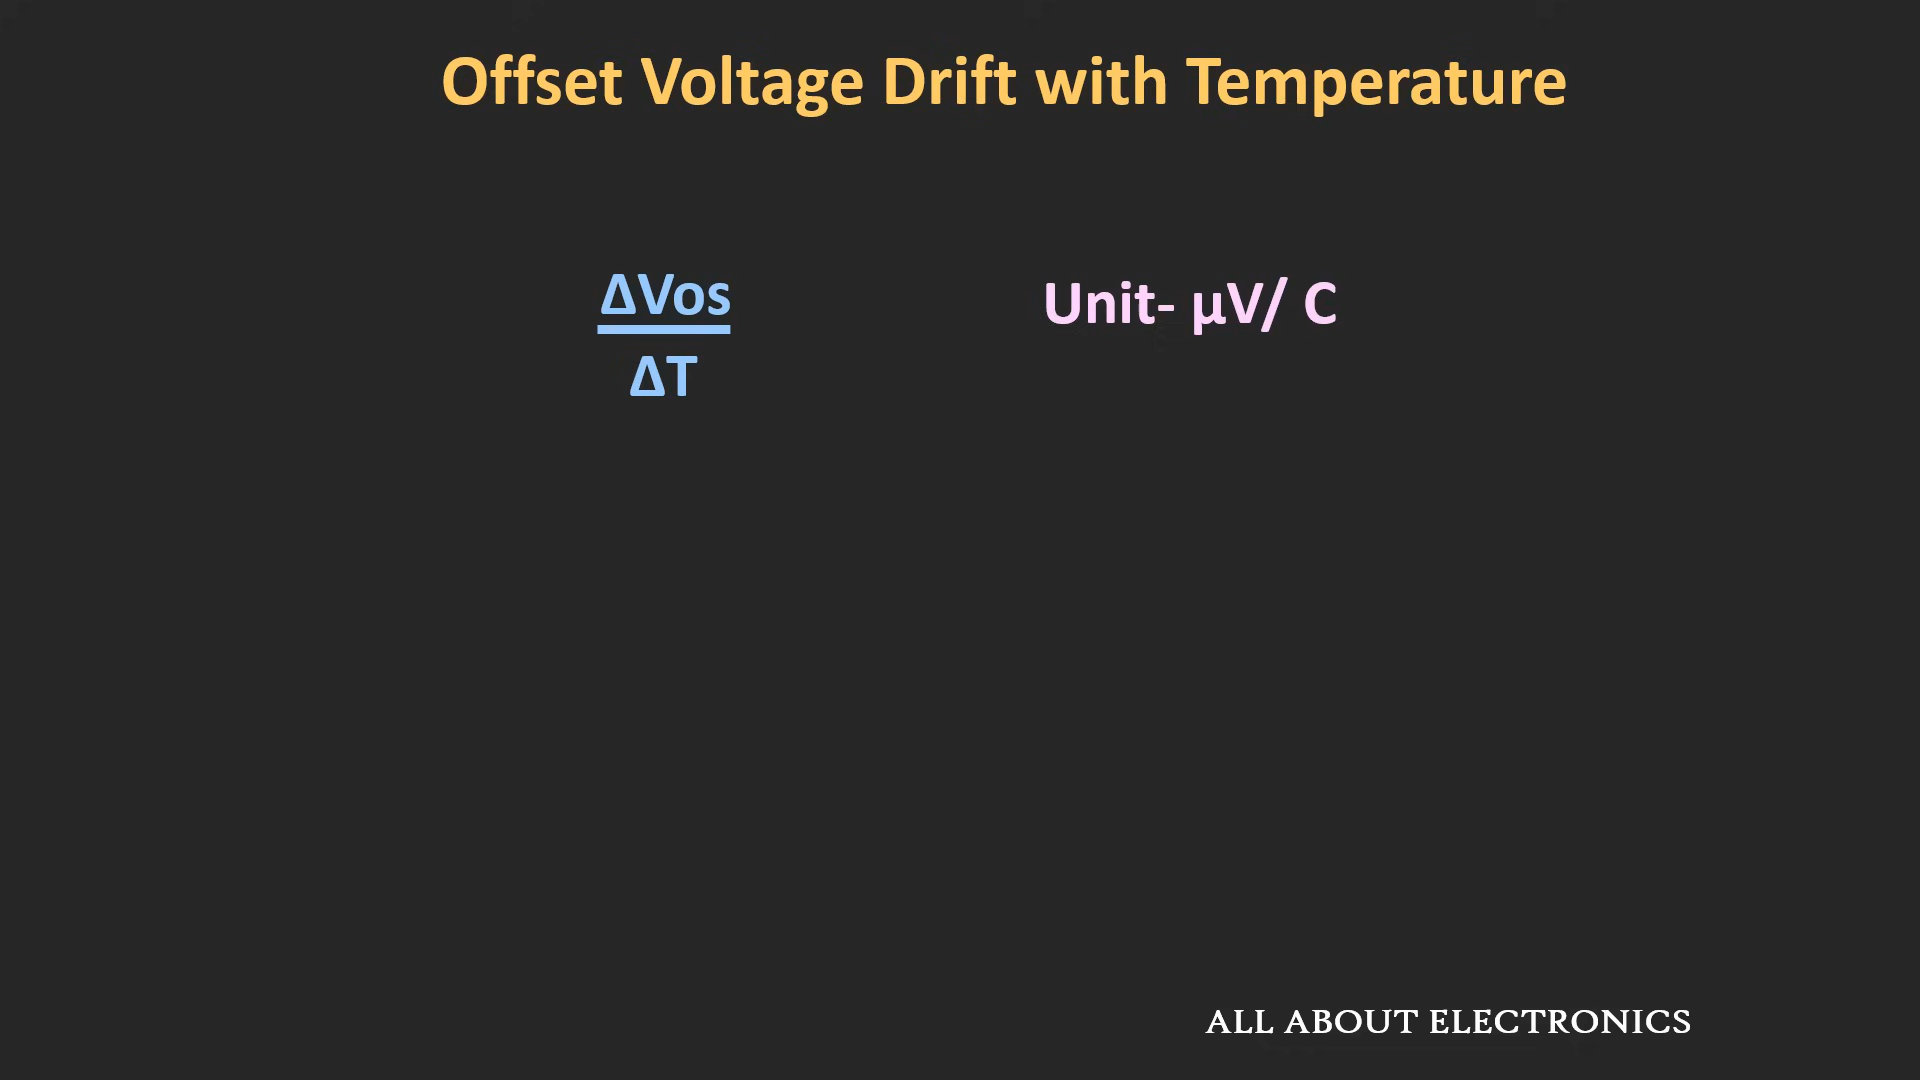 Offset Voltage Drift with Temperature
ΔVos
ΔT
Unit- µV/ C
ALL ABOUT ELECTRONICS